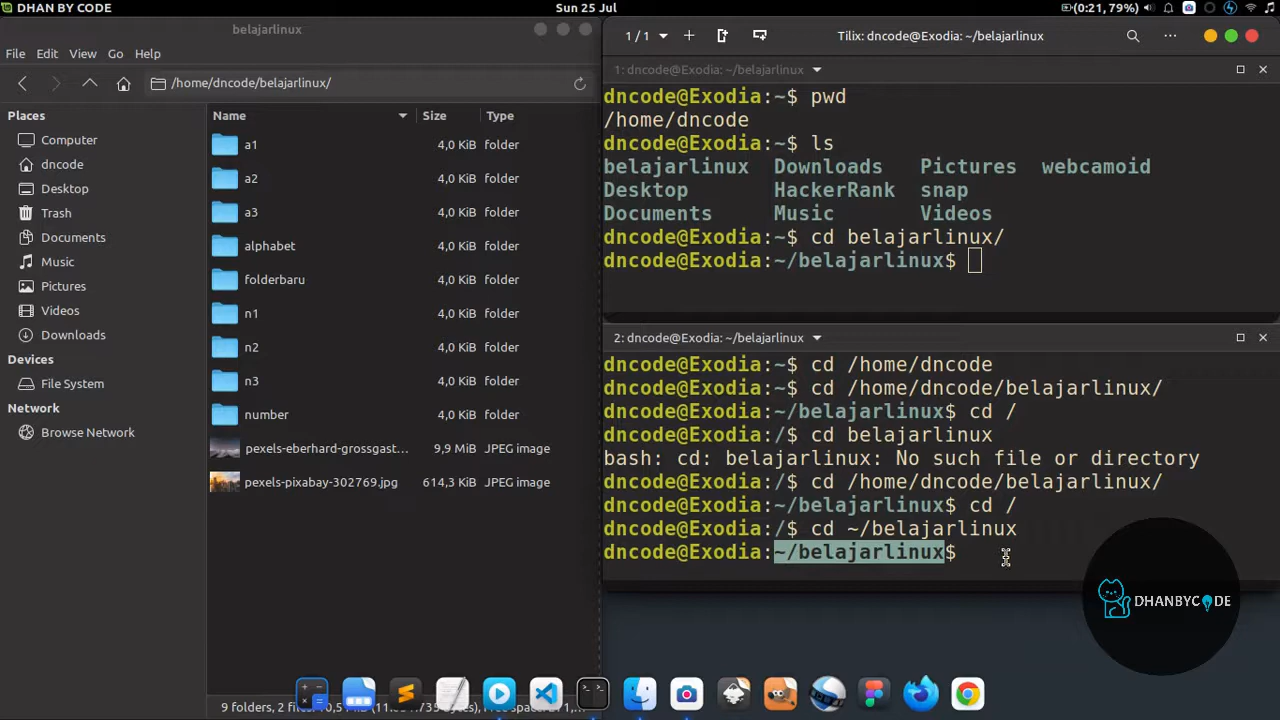 DHAN BY CODE
Sun 25 Jul
(0:21, 79%)
belajarlinux
File Edit View Go Help
/home/dncode/belajarlinux/
Places
Computer
dncode
Desktop
Trash
Documents
Music
Pictures
Videos
Downloads
Devices
File System
Network
Browse Network
Name Size Type
a1 4,0 KiB folder
a2 4,0 KiB folder
a3 4,0 KiB folder
alphabet 4,0 KiB folder
folderbaru 4,0 KiB folder
n1 4,0 KiB folder
n2 4,0 KiB folder
n3 4,0 KiB folder
number 4,0 KiB folder
pexels-eberhard-grossgast... 9,9 MiB JPEG image
pexels-pixabay-302769.jpg 614,3 KiB JPEG image
9 folders, 2 files:
1 / 1
Tilix: dncode@Exodia: ~/belajarlinux
1: dncode@Exodia: ~/belajarlinux
dncode@Exodia:~$ pwd
/home/dncode
dncode@Exodia:~$ ls
belajarlinux Downloads Pictures webcamoid
Desktop HackerRank snap
Documents Music Videos
dncode@Exodia:~$ cd belajarlinux/
dncode@Exodia:~/belajarlinux$
2: dncode@Exodia: ~/belajarlinux
dncode@Exodia:~$ cd /home/dncode
dncode@Exodia:~$ cd /home/dncode/belajarlinux/
dncode@Exodia:~/belajarlinux$ cd /
dncode@Exodia:/$ cd belajarlinux
bash: cd: belajarlinux: No such file or directory
dncode@Exodia:/$ cd /home/dncode/belajarlinux/
dncode@Exodia:~/belajarlinux$ cd /
dncode@Exodia:/$ cd ~/belajarlinux
dncode@Exodia:~/belajarlinux$
DHANBYCODE